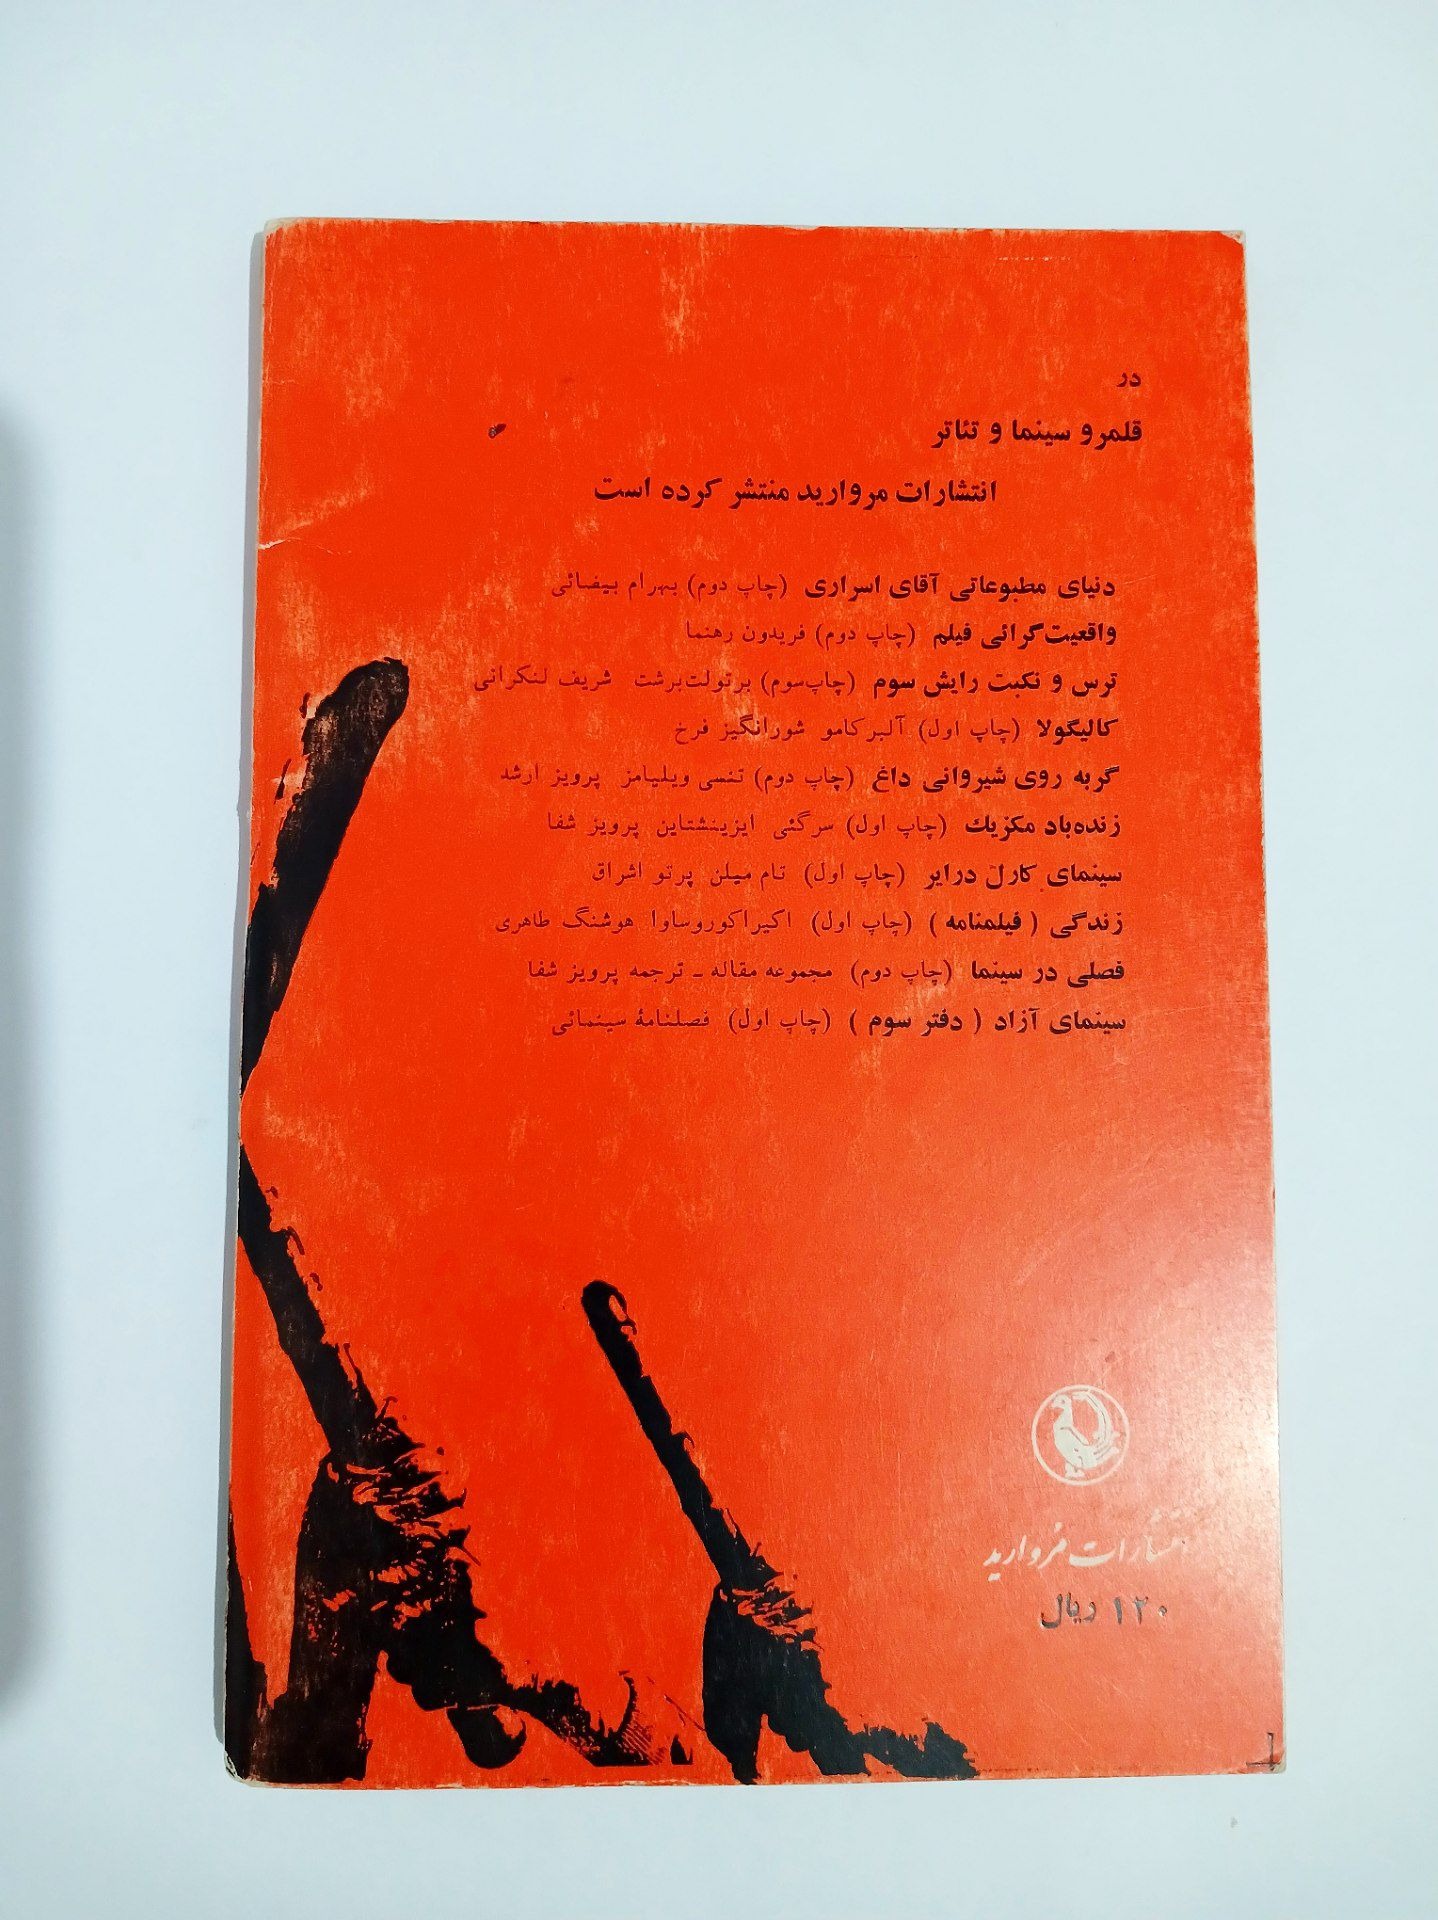 در
قلمرو سینما و تئاتر
انتشارات مروارید منتشر کرده است
دنیای مطبوعاتی آقای اسراری (چاپ دوم) بهرام بیضائی
واقعیت‌گرائی فیلم (چاپ دوم) فریدون رهنما
ترس و نکبت رایش سوم (چاپ سوم) برتولت برشت شریف لنکرانی
کالیگولا (چاپ اول) آلبرکامو شورانگیز فرخ
گربه روی شیروانی داغ (چاپ دوم) تنسی ویلیامز پرویز ارشد
زنده‌باد مکزیك (چاپ اول) سرگئی ایزینشتاین پرویز شفا
سینمای کارل درایر (چاپ اول) تام میلن پرتو اشراق
زندگی (فیلمنامه) (چاپ اول) اکیراکوروساوا هوشنگ طاهری
فصلی در سینما (چاپ دوم) مجموعه مقاله ـ ترجمه پرویز شفا
سینمای آزاد (دفتر سوم) (چاپ اول) فصلنامهٔ سینمائی
انتشارات مروارید
۱۲۰ ریال